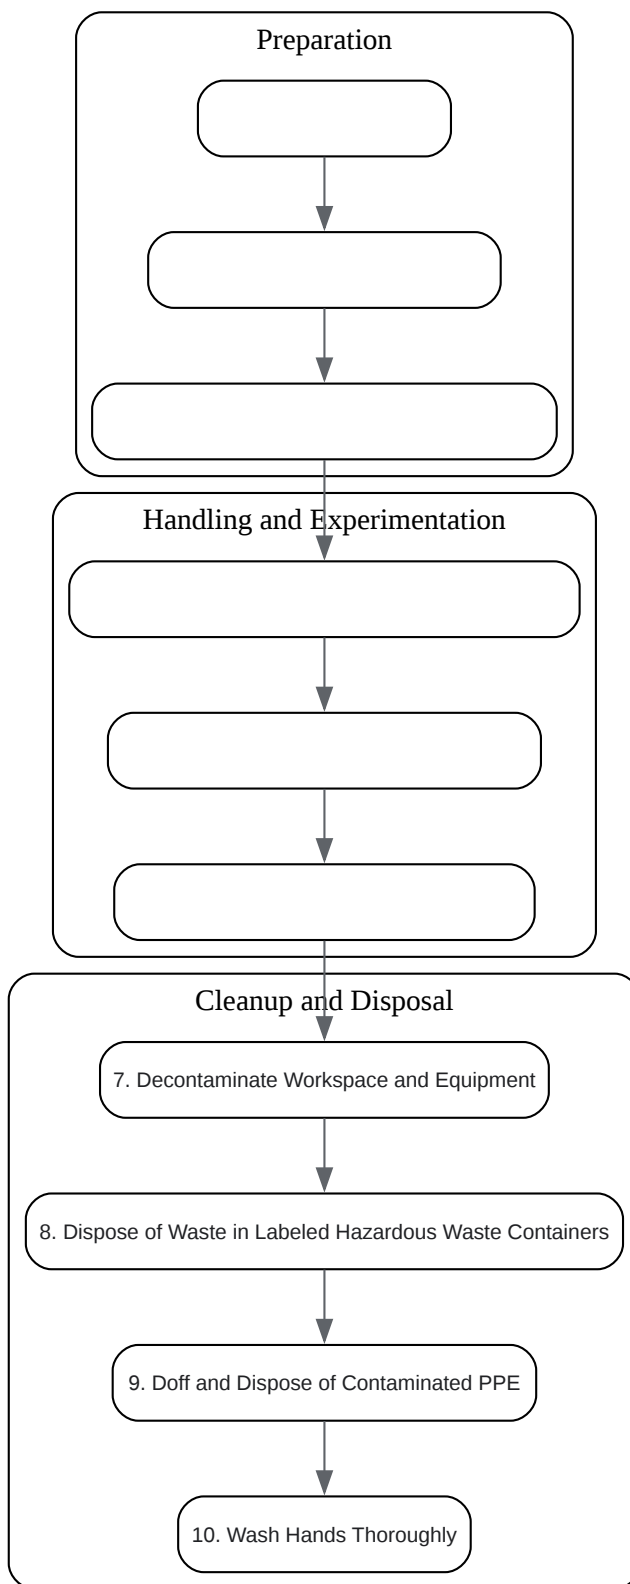 Preparation
Handling and Experimentation
Cleanup and Disposal
7. Decontaminate Workspace and Equipment
8. Dispose of Waste in Labeled Hazardous Waste Containers
9. Doff and Dispose of Contaminated PPE
10. Wash Hands Thoroughly